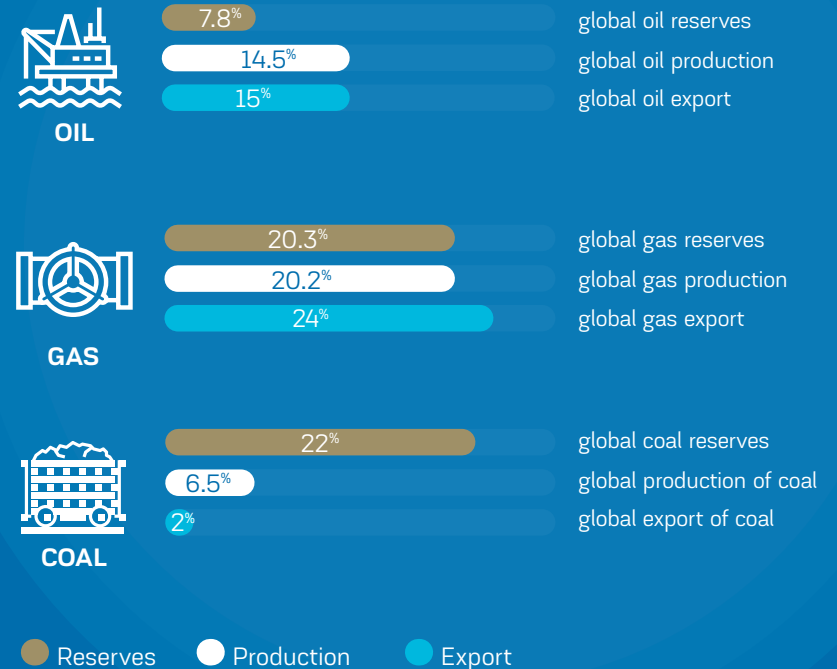 7.8% global oil reserves
14.5% global oil production
15% global oil export
OIL
20.3% global gas reserves
20.2% global gas production
24% global gas export
GAS
22% global coal reserves
6.5% global production of coal
2% global export of coal
COAL
Reserves Production Export